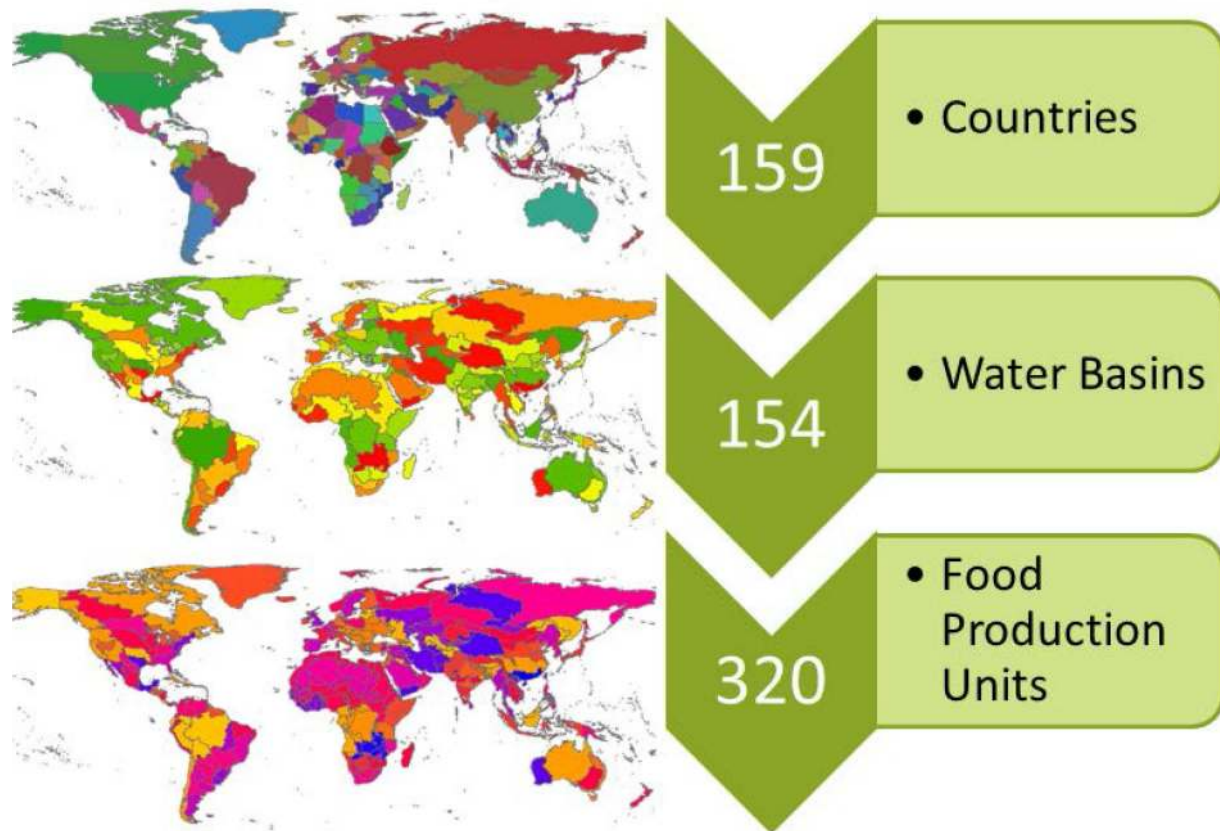 159
• Countries
154
• Water Basins
320
• Food
Production
Units